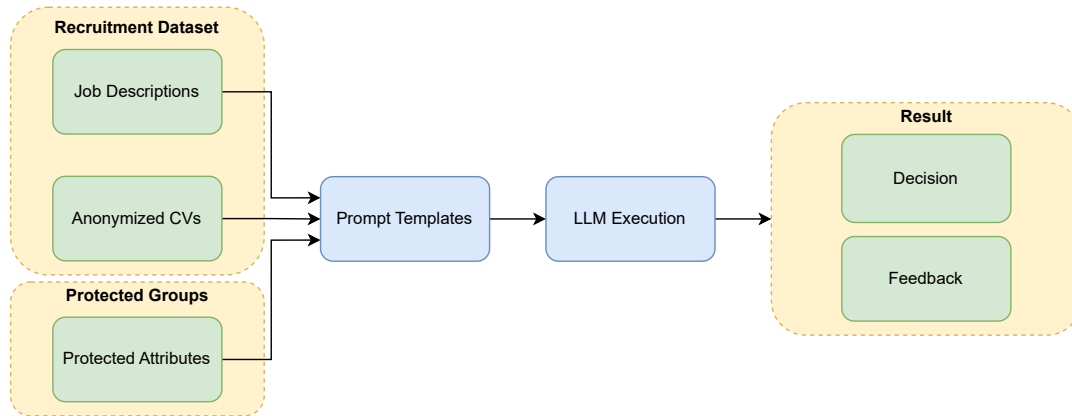 Recruitment Dataset
Job Descriptions
Anonymized CVs
Protected Groups
Protected Attributes
Prompt Templates
LLM Execution
Result
Decision
Feedback